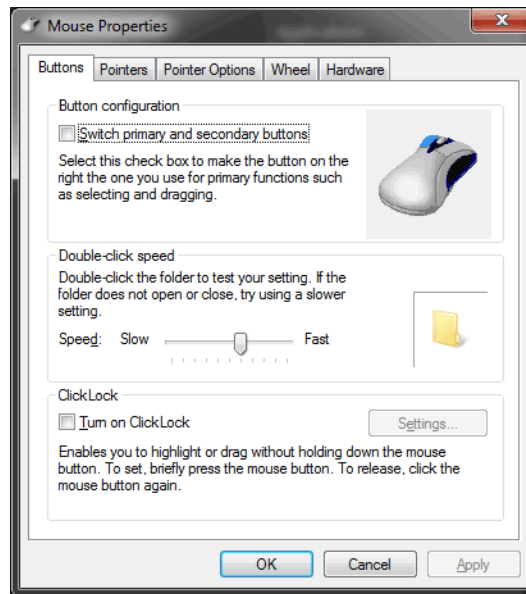 Mouse Properties
Buttons Pointers Pointer Options Wheel Hardware
Button configuration
Switch primary and secondary buttons
Select this check box to make the button on the
right the one you use for primary functions such
as selecting and dragging.
Double-click speed
Double-click the folder to test your setting. If the
folder does not open or close, try using a slower
setting.
Speed: Slow Fast
ClickLock
Turn on ClickLock Settings...
Enables you to highlight or drag without holding down the mouse
button. To set, briefly press the mouse button. To release, click the
mouse button again.
OK Cancel Apply